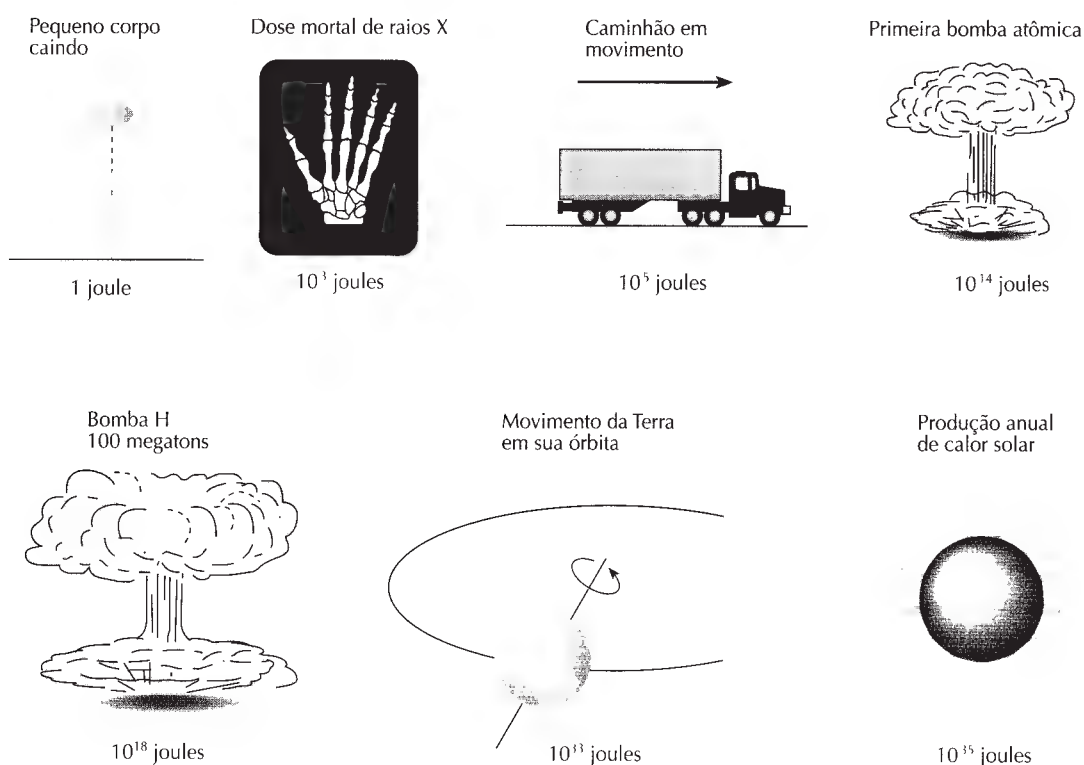 Pequeno corpo
caindo
1 joule
Dose mortal de raios X
10³ joules
Caminhão em
movimento
10⁵ joules
Primeira bomba atômica
10¹⁴ joules
Bomba H
100 megatons
10¹⁸ joules
Movimento da Terra
em sua órbita
10³³ joules
Produção anual
de calor solar
10³⁵ joules